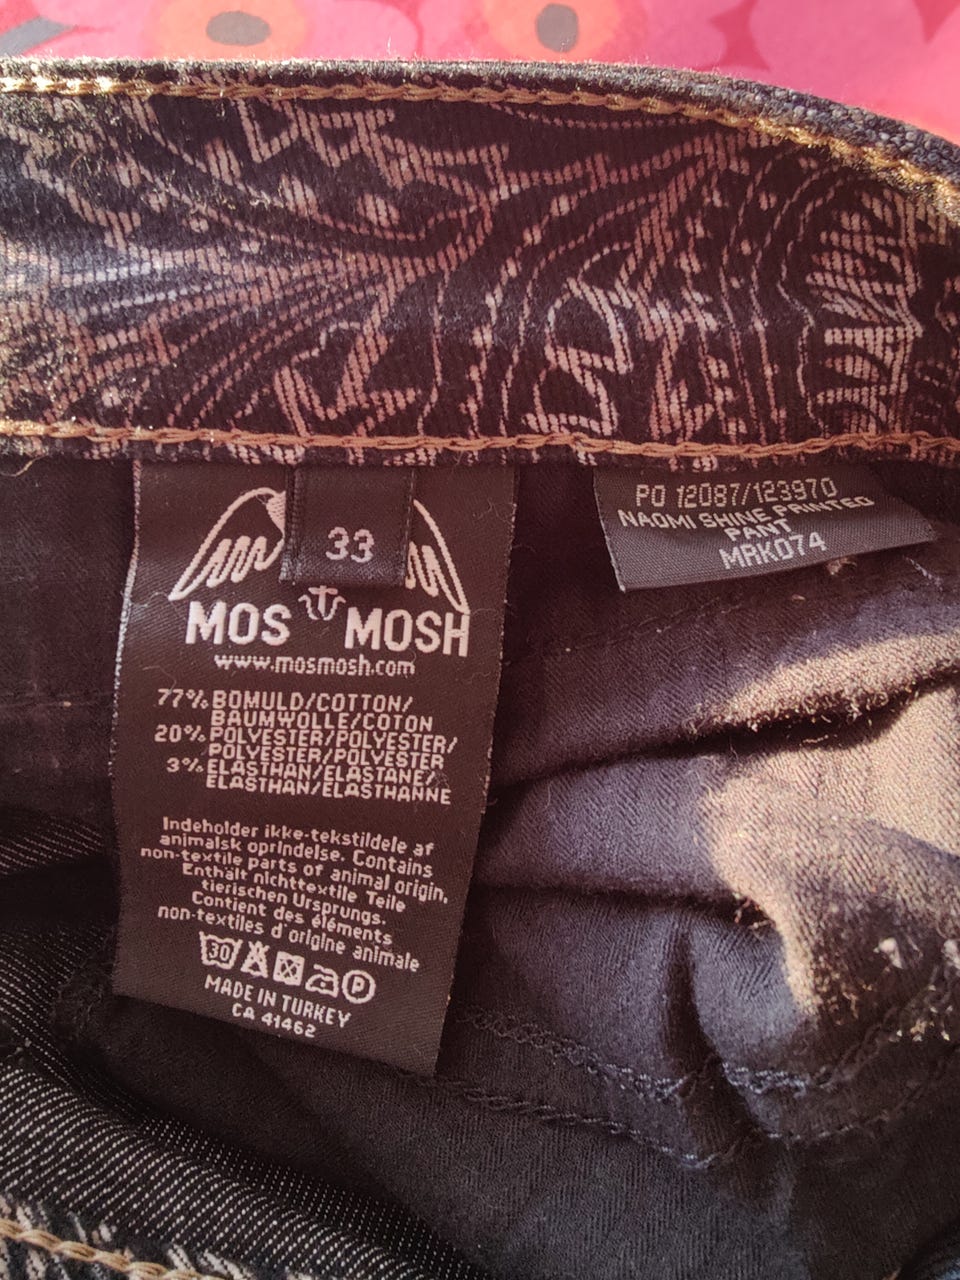 33
MOS MOSH
www.mosmosh.com
77% BOMULD/COTTON/
BAUMWOLLE/COTON
20% POLYESTER/POLYESTER/
POLYESTER/POLYESTER
3% ELASTHAN/ELASTANE/
ELASTHAN/ELASTHANNE
Indeholder ikke-tekstildele af
animalsk oprindelse. Contains
non-textile parts of animal origin.
Enthält nichttextile Teile
tierischen Ursprungs.
Contient des éléments
non-textiles d'origine animale
30 P
MADE IN TURKEY
CA 41462
PO 12087/123970
NAOMI SHINE PRINTED
PANT
MRK074